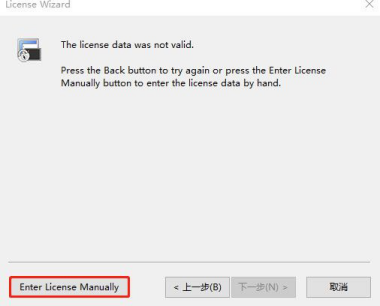 License Wizard
The license data was not valid.
Press the Back button to try again or press the Enter License
Manually button to enter the license data by hand.
Enter License Manually
< 上一步(B)
下一步(N) >
取消